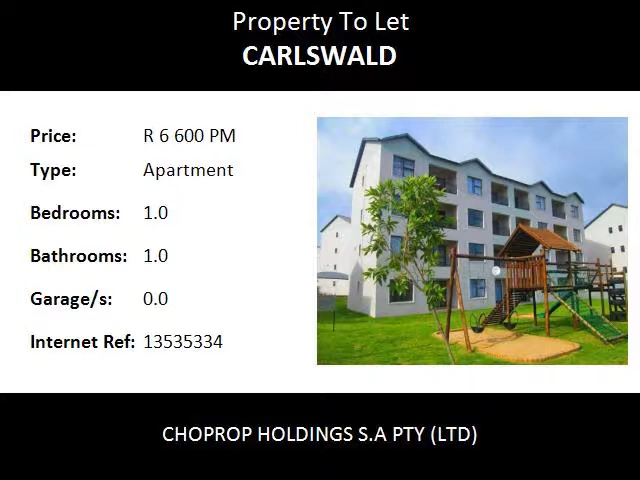 Property To Let
CARLSWALD
Price: R 6 600 PM
Type: Apartment
Bedrooms: 1.0
Bathrooms: 1.0
Garage/s: 0.0
Internet Ref: 13535334
CHOPROP HOLDINGS S.A PTY (LTD)